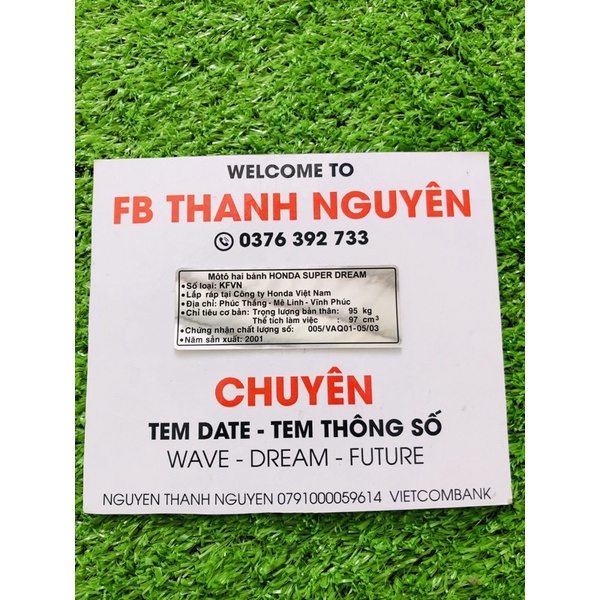 WELCOME TO
FB THANH NGUYÊN
0376 392 733
Môtô hai bánh HONDA SUPER DREAM
•Số loại: KFVN
•Lắp ráp tại Công ty Honda Việt Nam
•Địa chỉ: Phúc Thắng - Mê Linh - Vĩnh Phúc
•Chỉ tiêu cơ bản: Trọng lượng bản thân: 95 kg
Thể tích làm việc : 97 cm³
•Chứng nhận chất lượng số: 005/VAQ01-05/03
•Năm sản xuất: 2001
CHUYÊN
TEM DATE - TEM THÔNG SỐ
WAVE - DREAM - FUTURE
NGUYEN THANH NGUYEN 0791000059614 VIETCOMBANK